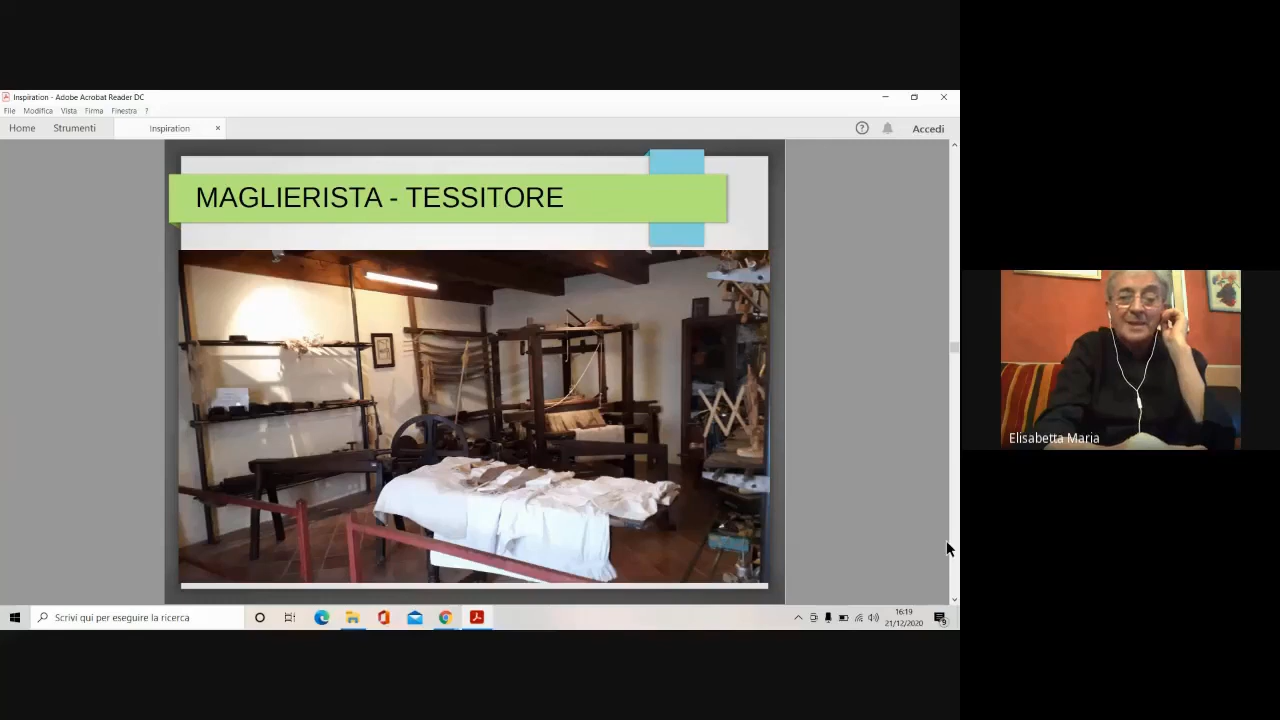 Inspiration - Adobe Acrobat Reader DC
File Modifica Vista Firma Finestra ?
Home Strumenti Inspiration × ? Accedi
MAGLIERISTA - TESSITORE
Elisabetta Maria
Scrivi qui per eseguire la ricerca
16:19
21/12/2020
9